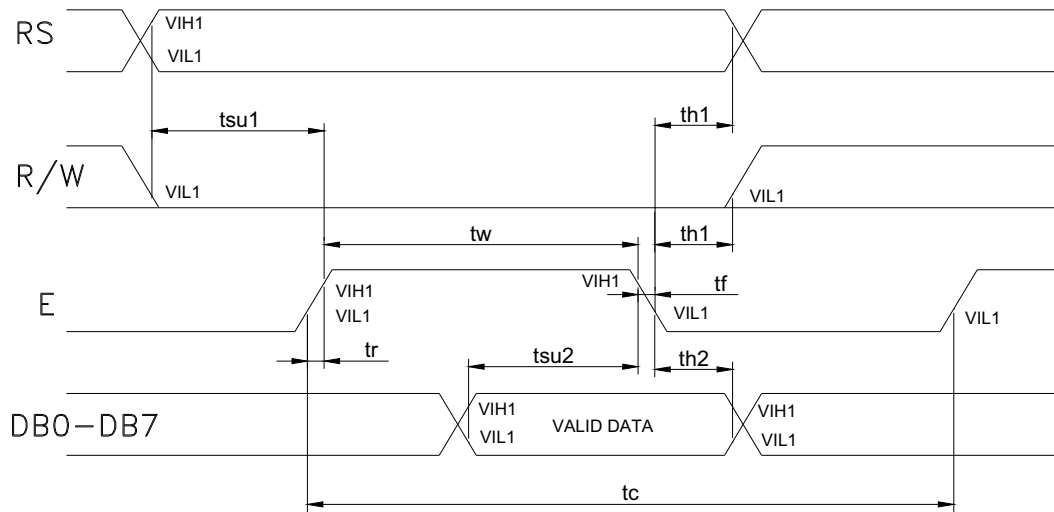 RS
VIH1
VIL1
tsu1
th1
R/W
VIL1
VIL1
tw
th1
E
VIH1
VIL1
VIH1
tf
VIL1
VIL1
tr
tsu2
th2
DB0-DB7
VIH1
VIL1
VALID DATA
VIH1
VIL1
tc